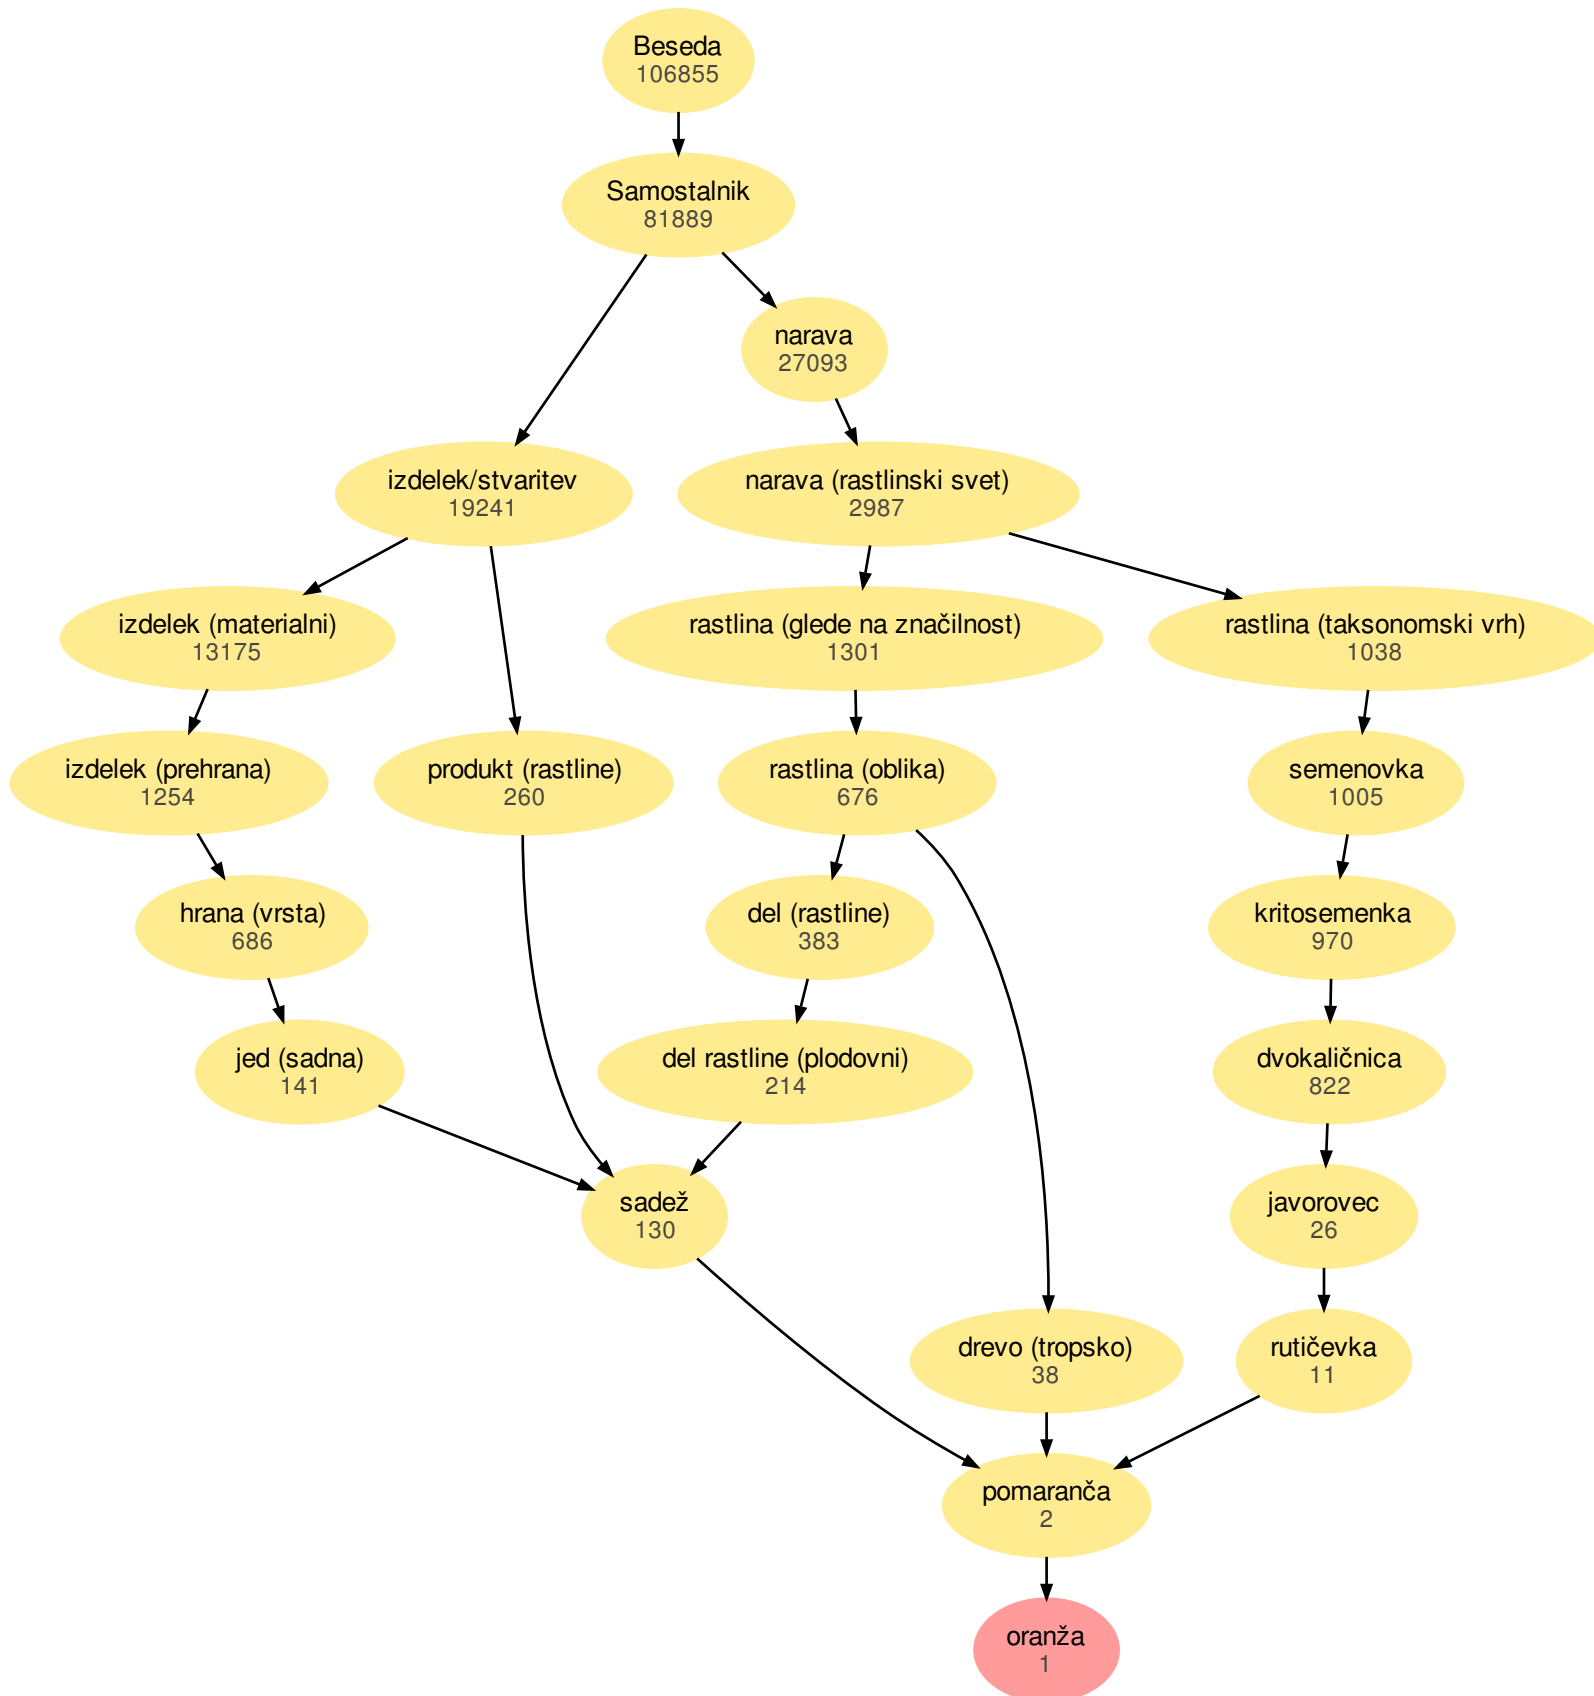 Beseda
106855
Samostalnik
81889
narava
27093
izdelek/stvaritev
19241
narava (rastlinski svet)
2987
izdelek (materialni)
13175
rastlina (glede na značilnost)
1301
rastlina (taksonomski vrh)
1038
izdelek (prehrana)
1254
produkt (rastline)
260
rastlina (oblika)
676
semenovka
1005
hrana (vrsta)
686
del (rastline)
383
kritosemenka
970
jed (sadna)
141
del rastline (plodovni)
214
dvokaličnica
822
sadež
130
javorovec
26
drevo (tropsko)
38
rutičevka
11
pomaranča
2
oranža
1